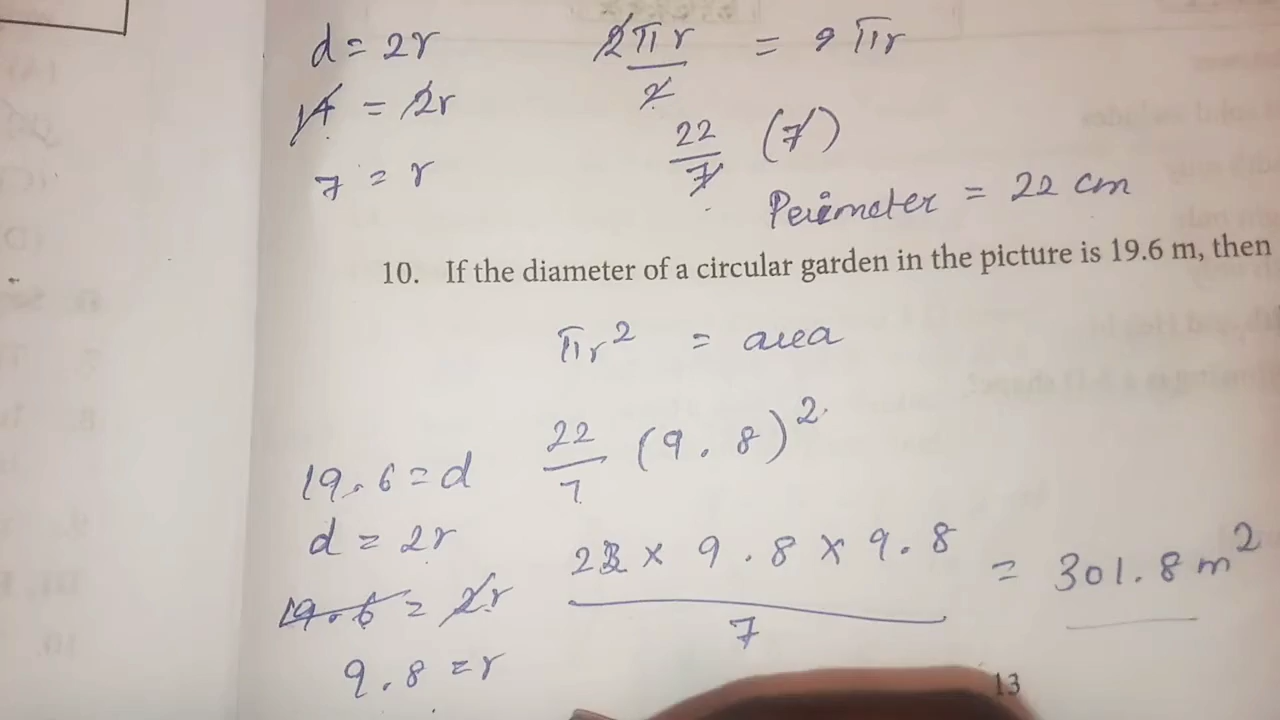 d = 2r
2πr/2 = πr
14 = 2r
22/7 (7)
7 = r
Perimeter = 22 cm
10. If the diameter of a circular garden in the picture is 19.6 m, then
πr² = area
22/7 (9.8)²
19.6 = d
d = 2r
22 × 9.8 × 9.8 / 7 = 301.8 m²
19.6 = 2r
9.8 = r
13